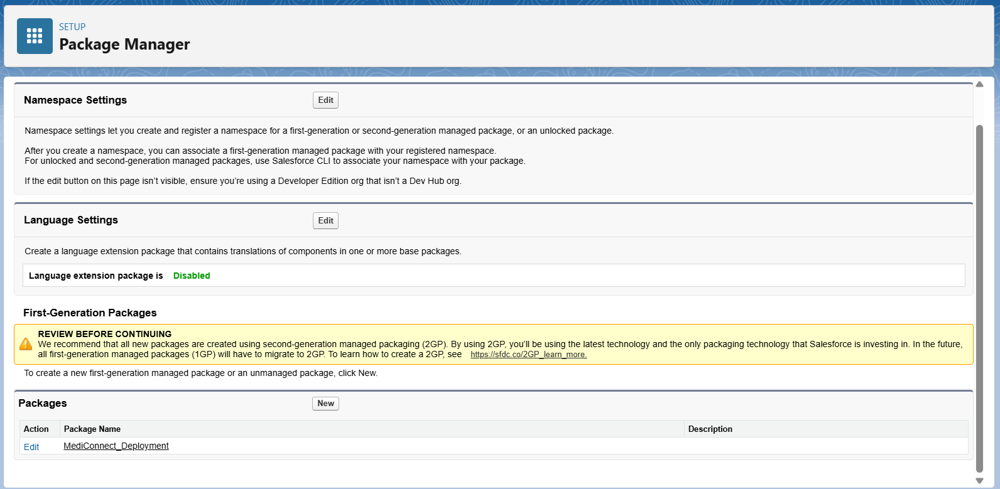 SETUP
Package Manager
Namespace Settings
Edit
Namespace settings let you create and register a namespace for a first-generation or second-generation managed package, or an unlocked package.
After you create a namespace, you can associate a first-generation managed package with your registered namespace.
For unlocked and second-generation managed packages, use Salesforce CLI to associate your namespace with your package.
If the edit button on this page isn’t visible, ensure you’re using a Developer Edition org that isn’t a Dev Hub org.
Language Settings
Edit
Create a language extension package that contains translations of components in one or more base packages.
Language extension package is Disabled
First-Generation Packages
REVIEW BEFORE CONTINUING
We recommend that all new packages are created using second-generation managed packaging (2GP). By using 2GP, you’ll be using the latest technology and the only packaging technology that Salesforce is investing in. In the future,
all first-generation managed packages (1GP) will have to migrate to 2GP. To learn how to create a 2GP, see https://sfdc.co/2GP_learn_more.
To create a new first-generation managed package or an unmanaged package, click New.
Packages
New
Action Package Name Description
Edit MediConnect_Deployment